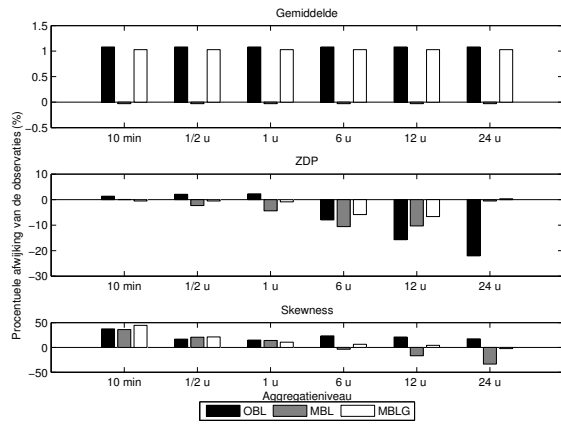 Gemiddelde
1.5
1
0.5
0
-0.5
10 min 1/2 u 1 u 6 u 12 u 24 u
ZDP
10
0
-10
-20
-30
10 min 1/2 u 1 u 6 u 12 u 24 u
Skewness
50
0
-50
10 min 1/2 u 1 u 6 u 12 u 24 u
Aggregatieniveau
Procentuele afwijking van de observaties (%)
OBL MBL MBLG